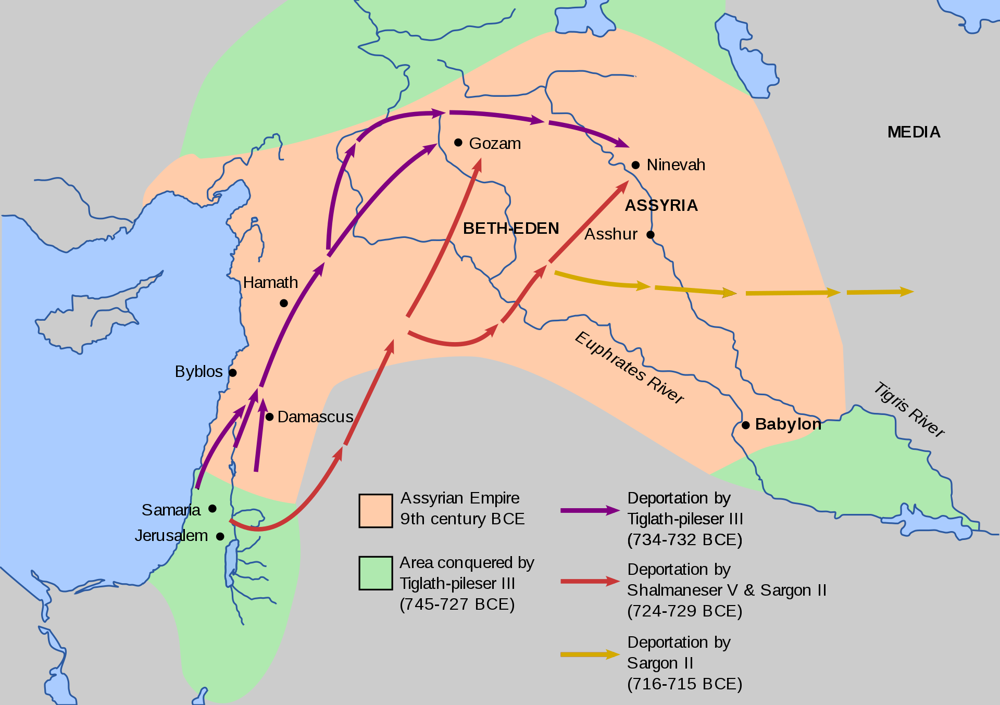 MEDIA
Gozam
Ninevah
ASSYRIA
BETH-EDEN
Asshur
Hamath
Euphrates River
Byblos
Tigris River
Damascus
Babylon
Samaria
Jerusalem
Assyrian Empire
9th century BCE
Area conquered by
Tiglath-pileser III
(745-727 BCE)
Deportation by
Tiglath-pileser III
(734-732 BCE)
Deportation by
Shalmaneser V & Sargon II
(724-729 BCE)
Deportation by
Sargon II
(716-715 BCE)